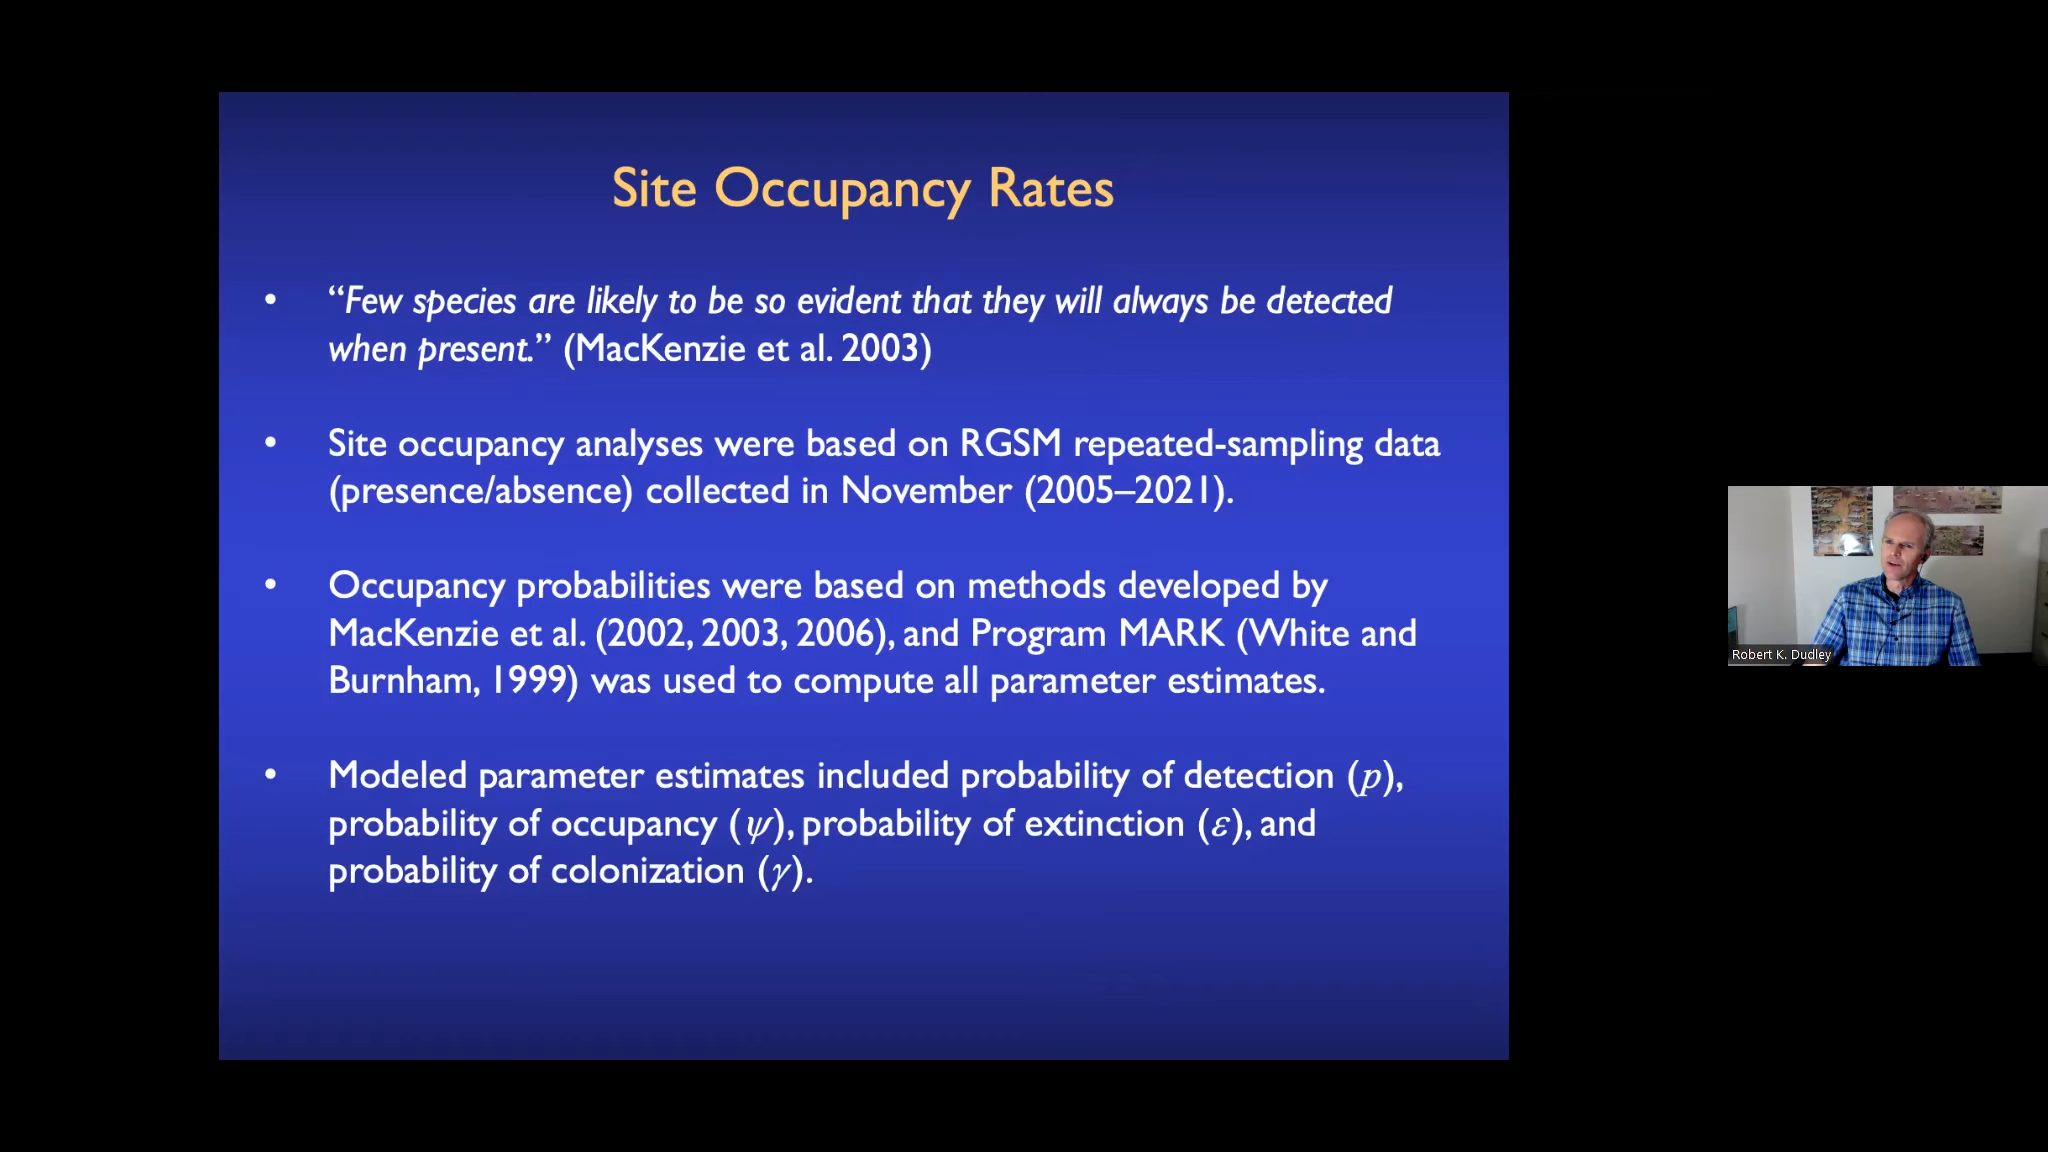 Site Occupancy Rates
• “Few species are likely to be so evident that they will always be detected
when present.” (MacKenzie et al. 2003)
• Site occupancy analyses were based on RGSM repeated-sampling data
(presence/absence) collected in November (2005–2021).
• Occupancy probabilities were based on methods developed by
MacKenzie et al. (2002, 2003, 2006), and Program MARK (White and
Burnham, 1999) was used to compute all parameter estimates.
• Modeled parameter estimates included probability of detection (p),
probability of occupancy (ψ), probability of extinction (ε), and
probability of colonization (γ).
Robert K. Dudley